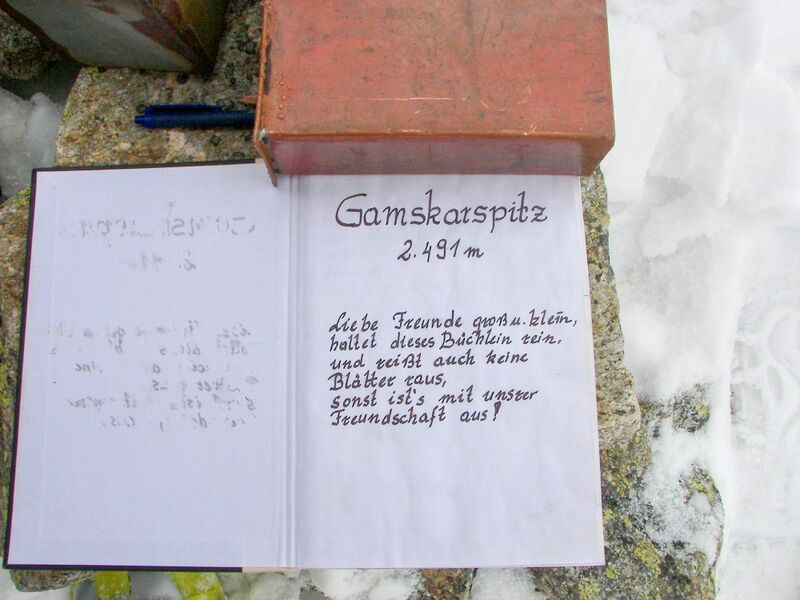 Gamskarspitz
2.491 m
Liebe Freunde groß u. klein,
haltet dieses Büchlein rein,
und reißt auch keine
Blätter raus,
sonst ist's mit unsrer
Freundschaft aus!